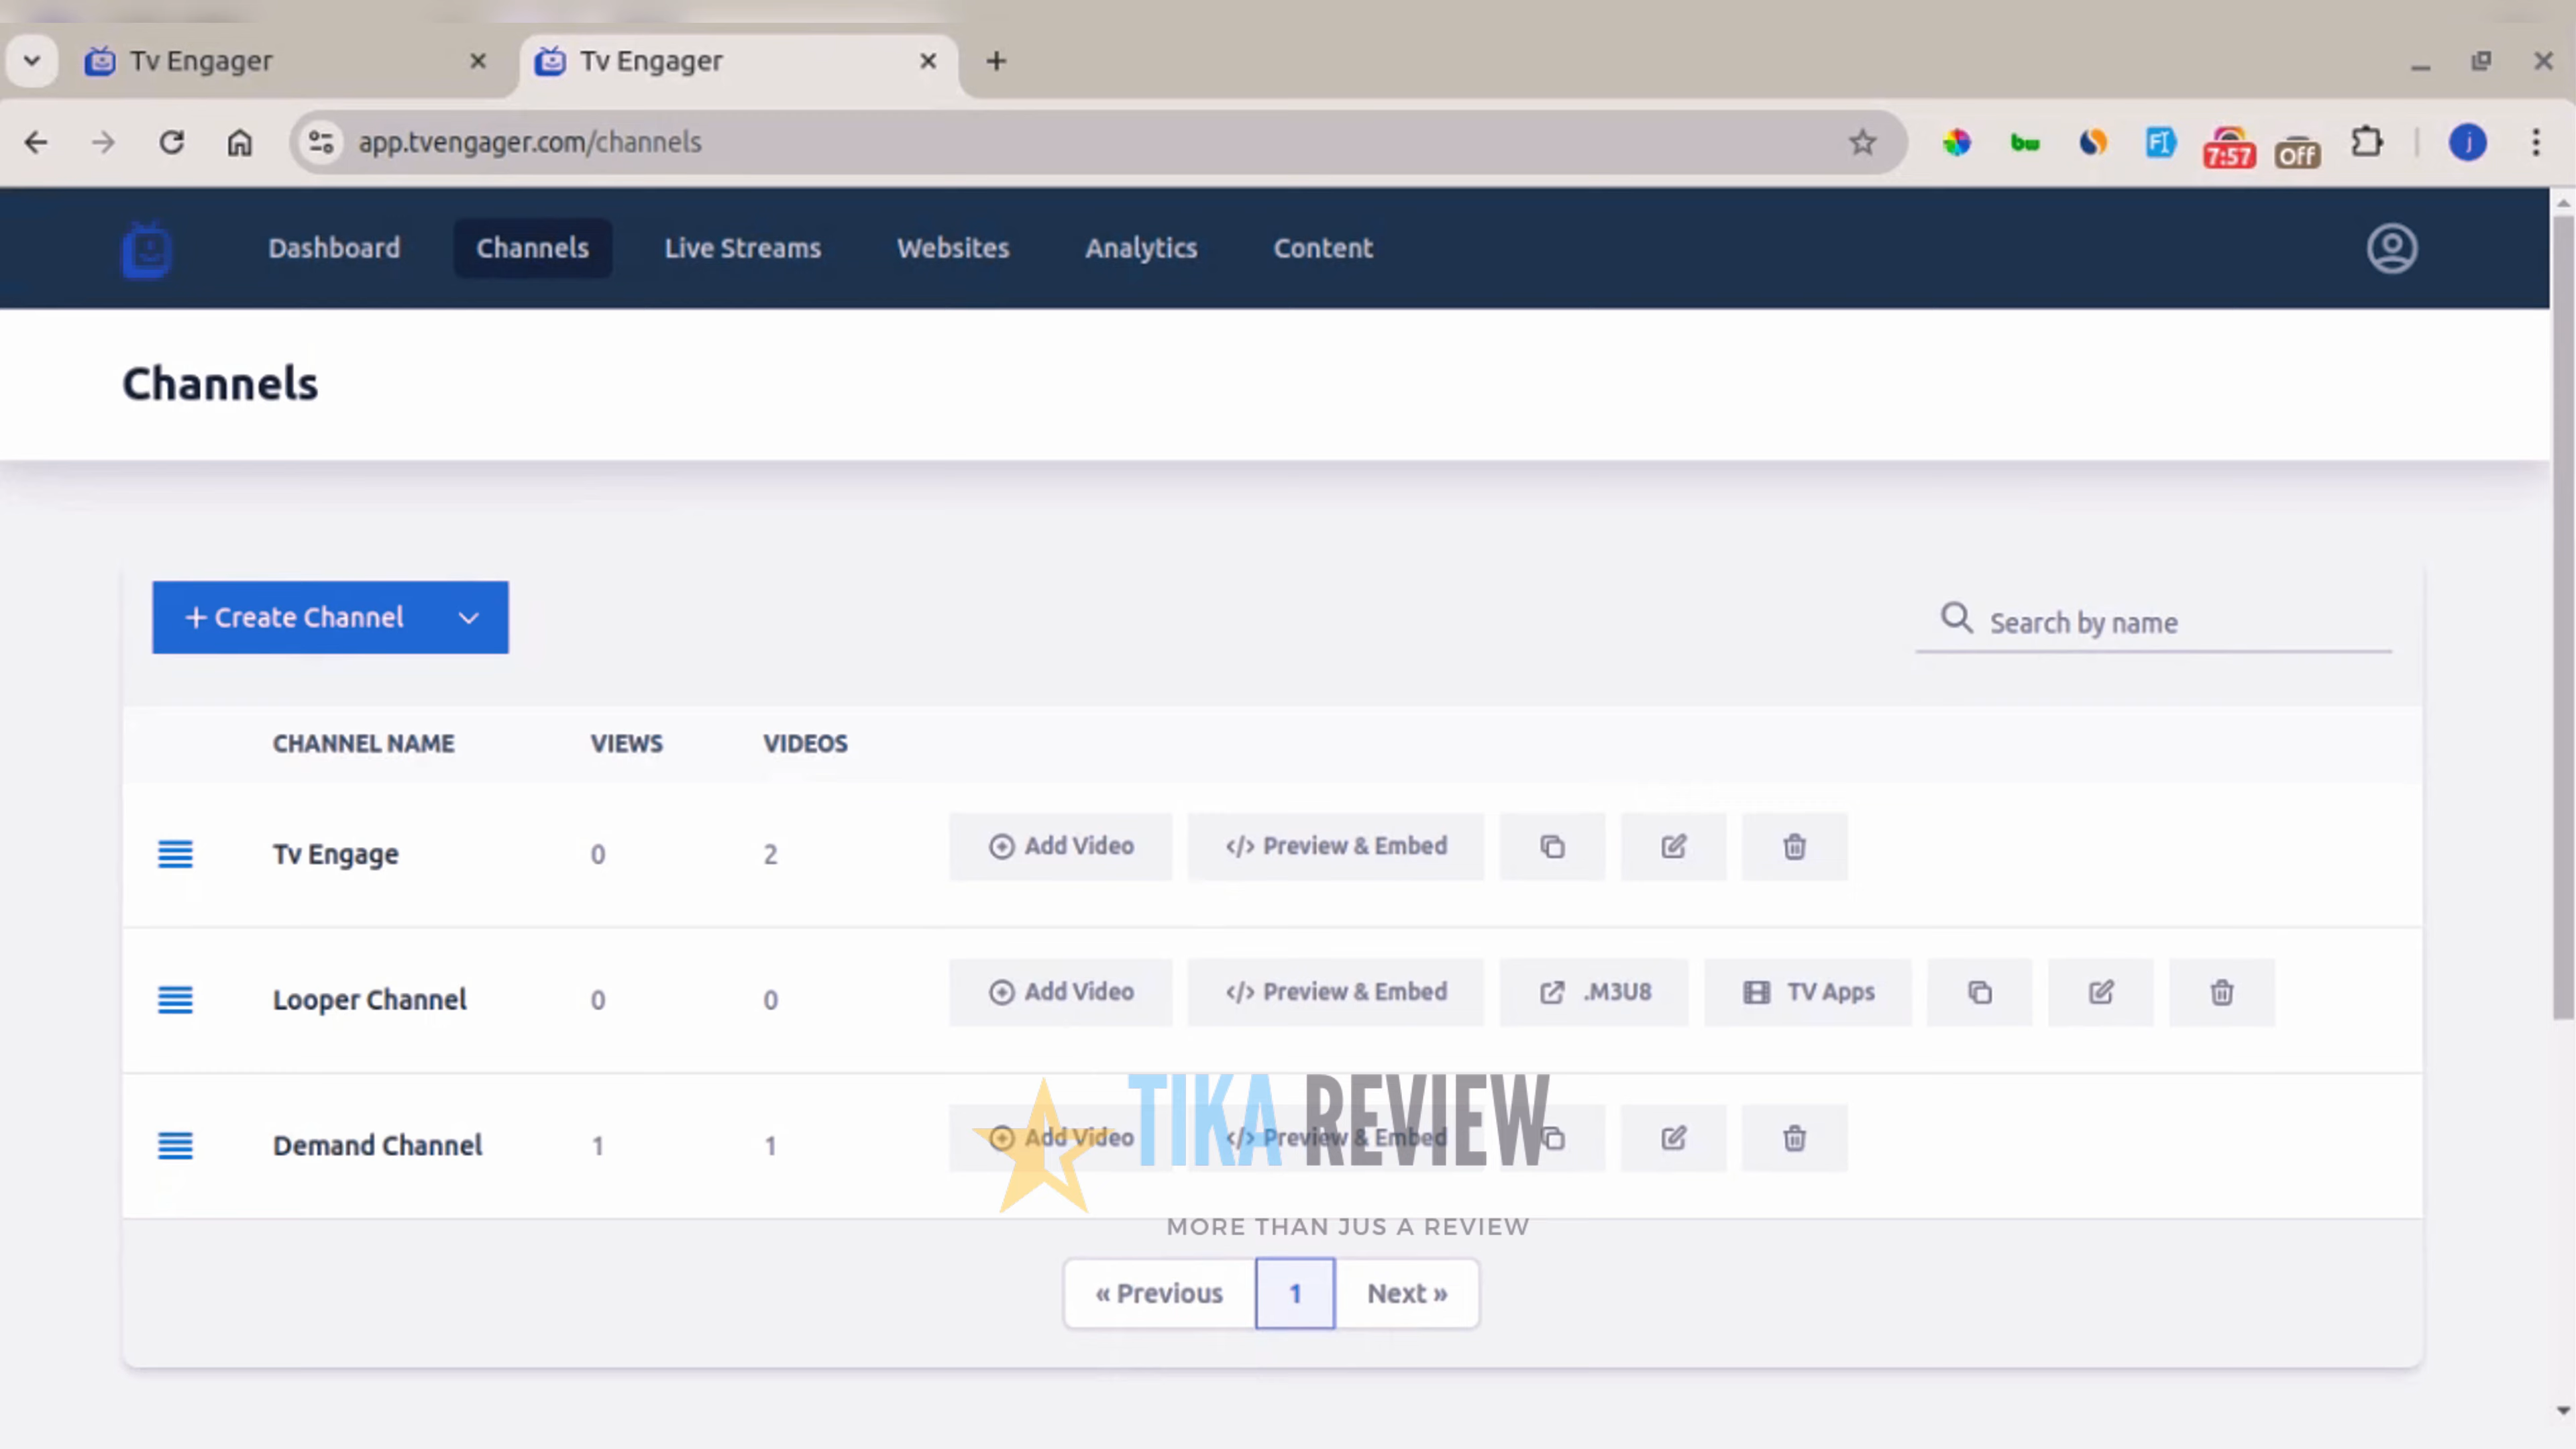 Tv Engager
Tv Engager
app.tvengager.com/channels
bw
FI
7:57
Off
j
Dashboard
Channels
Live Streams
Websites
Analytics
Content
Channels
+ Create Channel
Search by name
CHANNEL NAME VIEWS VIDEOS
Tv Engage 0 2 Add Video </> Preview & Embed
Looper Channel 0 0 Add Video </> Preview & Embed .M3U8 TV Apps
Demand Channel 1 1 Add Video </> Preview & Embed
TIKA REVIEW
MORE THAN JUS A REVIEW
« Previous 1 Next »